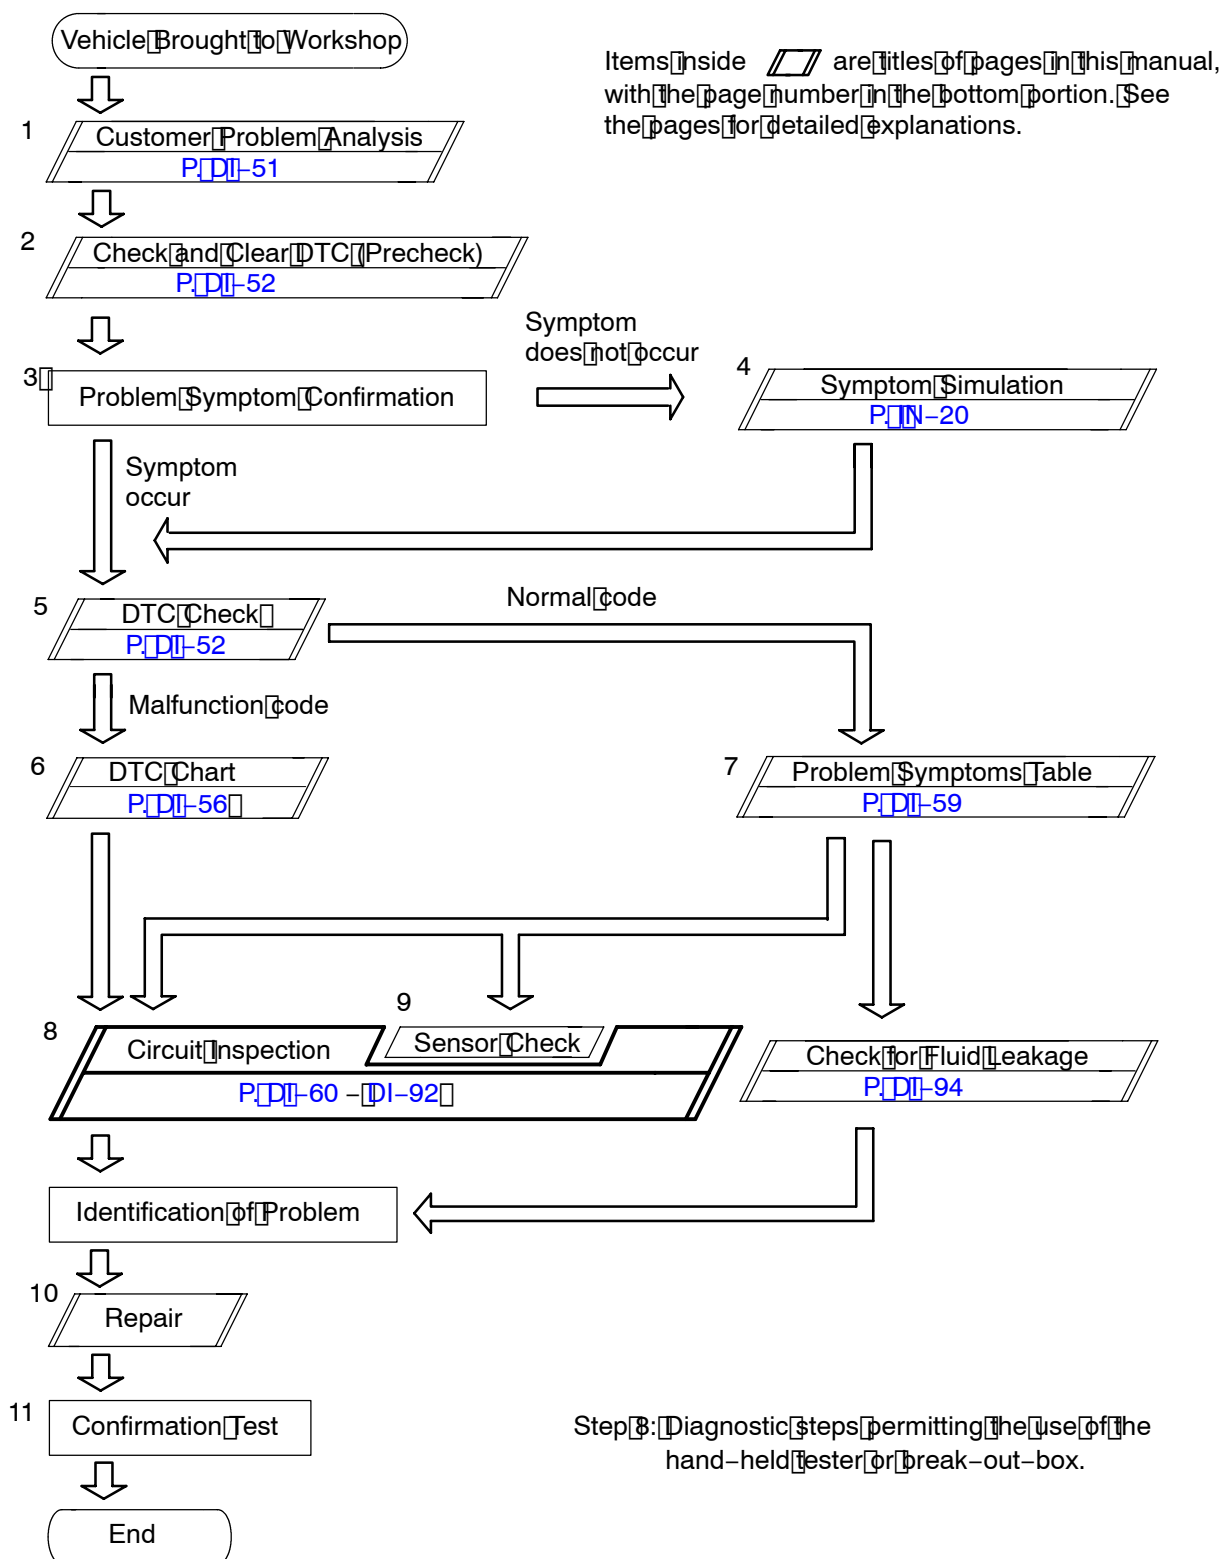 Vehicle Brought to Workshop
Items inside are titles of pages in this manual,
with the page number in the bottom portion. See
the pages for detailed explanations.
1
Customer Problem Analysis
P. DI–51
2
Check and Clear DTC (Precheck)
P. DI–52
Symptom
does not occur
3
Problem Symptom Confirmation
4
Symptom Simulation
P. IN–20
Symptom
occur
5
DTC Check
P. DI–52
Normal code
Malfunction code
6
DTC Chart
P. DI–56
7
Problem Symptoms Table
P. DI–59
8
Circuit Inspection
9
Sensor Check
P. DI–60 – DI–92
Check for Fluid Leakage
P. DI–94
Identification of Problem
10
Repair
11
Confirmation Test
Step 8: Diagnostic steps permitting the use of the
hand–held tester or break–out–box.
End